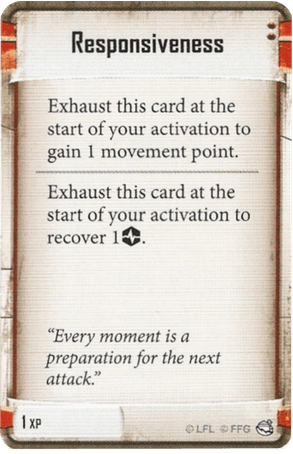 Responsiveness
Exhaust this card at the
start of your activation to
gain 1 movement point.
Exhaust this card at the
start of your activation to
recover 1.
“Every moment is a
preparation for the next
attack.”
1 XP
© LFL © FFG